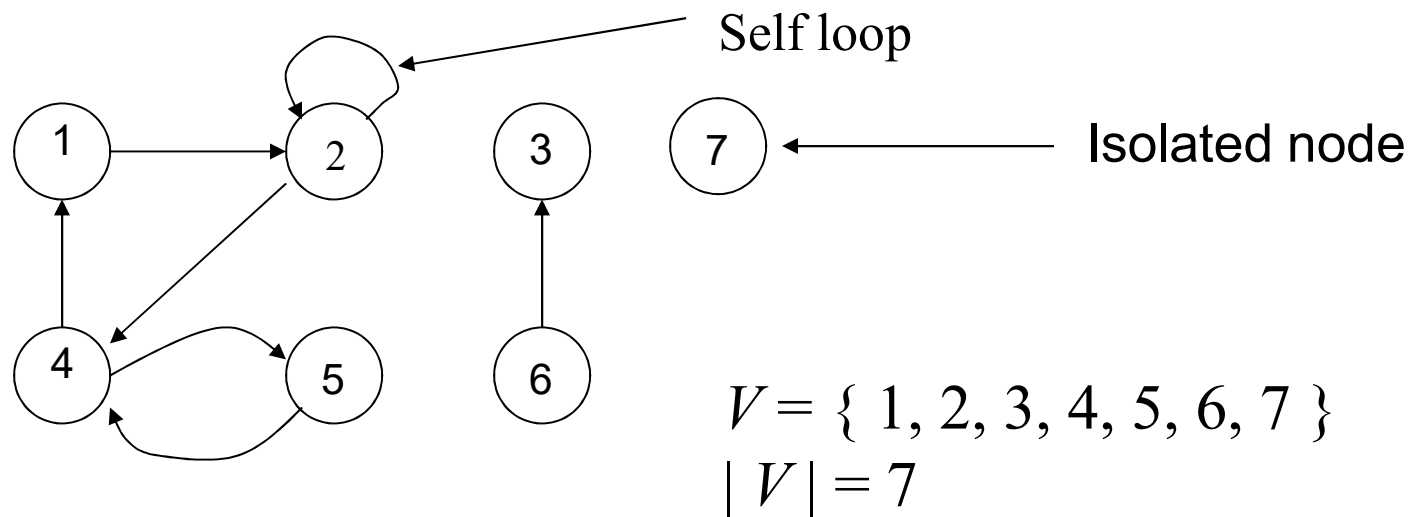 Self loop
1
2
3
7
Isolated node
4
5
6
V = { 1, 2, 3, 4, 5, 6, 7 }
| V | = 7